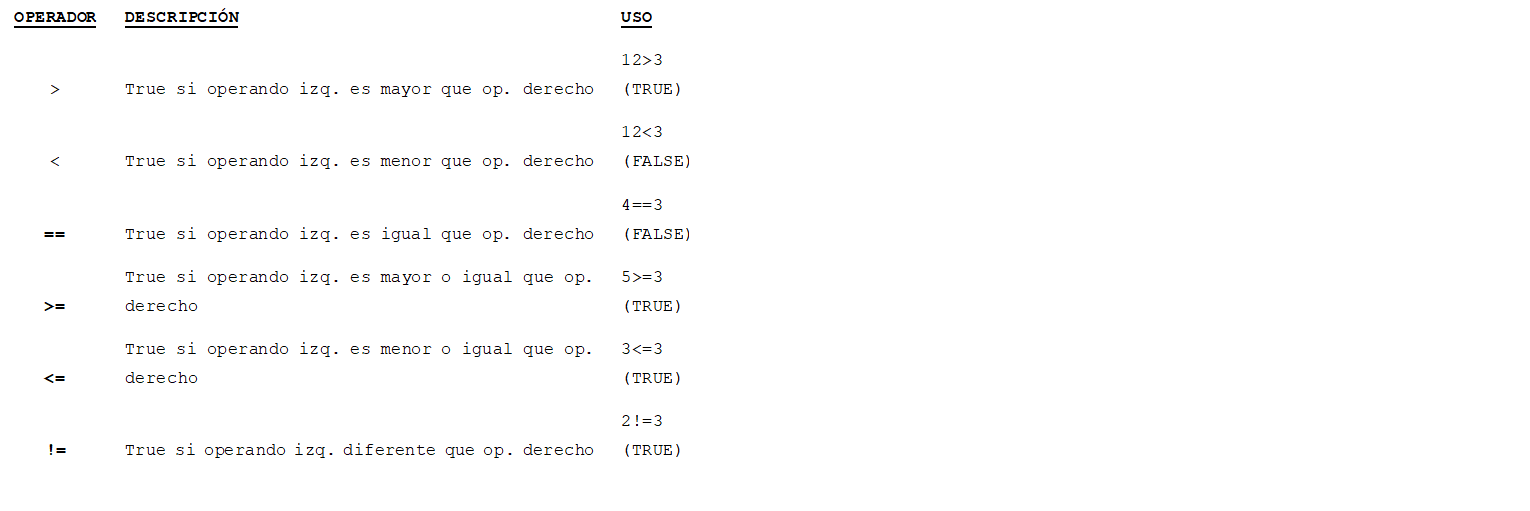 OPERADOR DESCRIPCIÓN USO
12>3
> True si operando izq. es mayor que op. derecho (TRUE)
12<3
< True si operando izq. es menor que op. derecho (FALSE)
4==3
== True si operando izq. es igual que op. derecho (FALSE)
True si operando izq. es mayor o igual que op. 5>=3
>= derecho (TRUE)
True si operando izq. es menor o igual que op. 3<=3
<= derecho (TRUE)
2!=3
!= True si operando izq. diferente que op. derecho (TRUE)